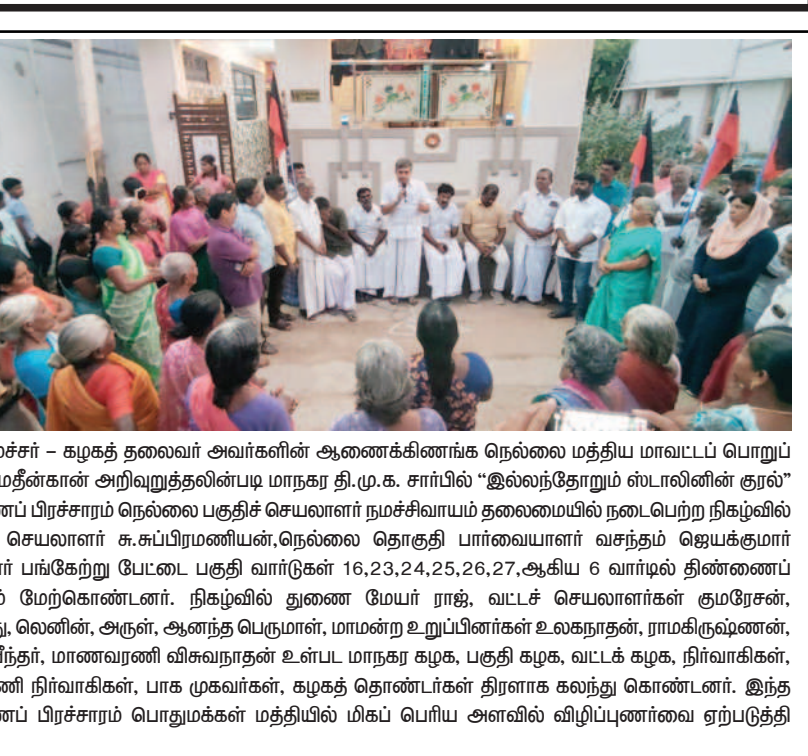 மச்சர் – கழகத் தலைவர் அவர்களின் ஆணைக்கிணங்க நெல்லை மத்திய மாவட்டப் பொறுப்
மதீன்கான் அறிவுறுத்தலின்படி மாநகர தி.மு.க. சார்பில் “இல்லந்தோறும் ஸ்டாலினின் குரல்”
ணப் பிரச்சாரம் நெல்லை பகுதிச் செயலாளர் நமச்சிவாயம் தலைமையில் நடைபெற்ற நிகழ்வில்
செயலாளர் சு.சுப்பிரமணியன்,நெல்லை தொகுதி பார்வையாளர் வசந்தம் ஜெயக்குமார்
ார் பங்கேற்று பேட்டை பகுதி வார்டுகள் 16,23,24,25,26,27,ஆகிய 6 வார்டில் திண்ணைப்
ம் மேற்கொண்டனர். நிகழ்வில் துணை மேயர் ராஜ், வட்டச் செயலாளர்கள் குமரேசன்,
து, லெனின், அருள், ஆனந்த பெருமாள், மாமன்ற உறுப்பினர்கள் உலகநாதன், ராமகிருஷ்ணன்,
வீந்தர், மாணவரணி விசுவநாதன் உள்பட மாநகர கழக, பகுதி கழக, வட்டக் கழக, நிர்வாகிகள்,
ணி நிர்வாகிகள், பாக முகவர்கள், கழகத் தொண்டர்கள் திரளாக கலந்து கொண்டனர். இந்த
ணப் பிரச்சாரம் பொதுமக்கள் மத்தியில் மிகப் பெரிய அளவில் விழிப்புணர்வை ஏற்படுத்தி